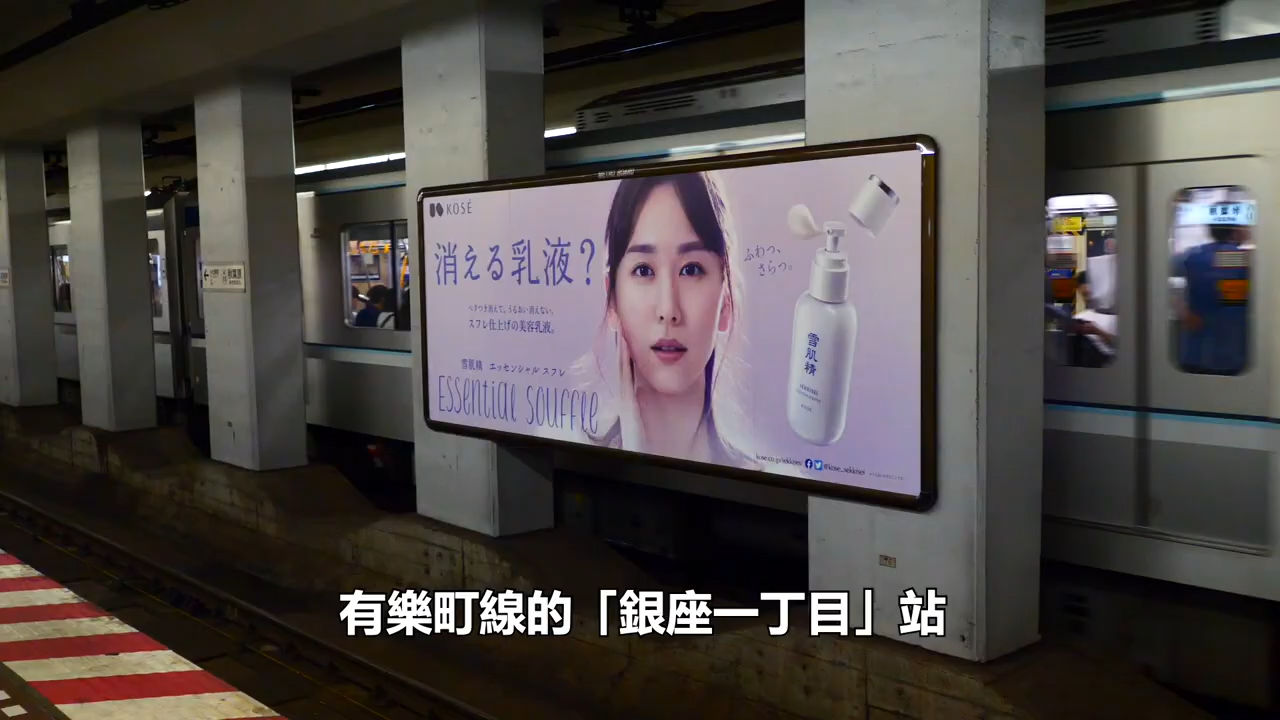 KOSÉ
消える乳液？
ベタつき消えて、うるおい消えない。
スフレ仕上げの美容乳液。
雪肌精 エッセンシャル スフレ
Essential Souffle
ふわっ、
さらっ。
雪肌精
有樂町線的「銀座一丁目」站